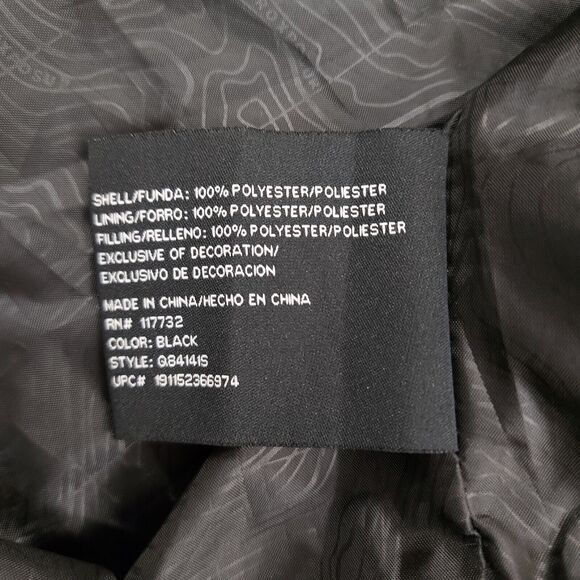 SHELL/FUNDA: 100% POLYESTER/POLIESTER
LINING/FORRO: 100% POLYESTER/POLIESTER
FILLING/RELLENO: 100% POLYESTER/POLIESTER
EXCLUSIVE OF DECORATION/
EXCLUSIVO DE DECORACION
MADE IN CHINA/HECHO EN CHINA
RN# 117732
COLOR: BLACK
STYLE: Q84141S
UPC# 191152366974